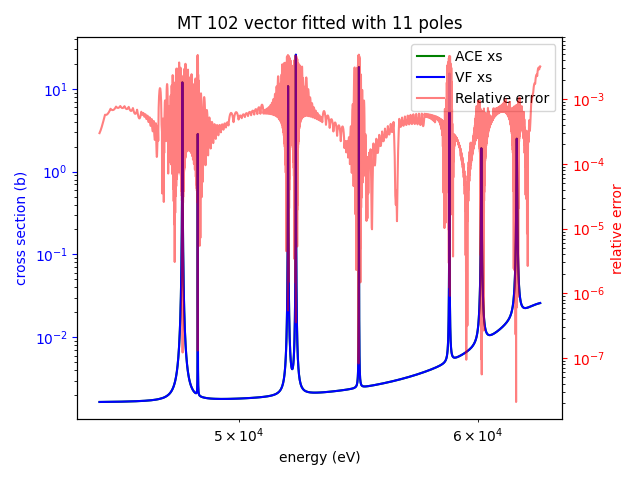 MT 102 vector fitted with 11 poles
ACE xs
VF xs
Relative error
cross section (b)
10¹
10⁰
10⁻¹
10⁻²
relative error
10⁻³
10⁻⁴
10⁻⁵
10⁻⁶
10⁻⁷
5 × 10⁴
6 × 10⁴
energy (eV)